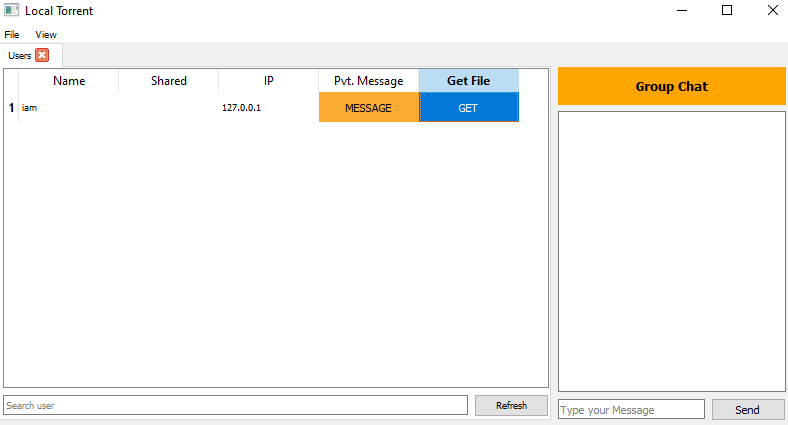 Local Torrent
File View
Users
Name Shared IP Pvt. Message Get File
1 iam 127.0.0.1 MESSAGE GET
Search user Refresh
Group Chat
Type your Message Send